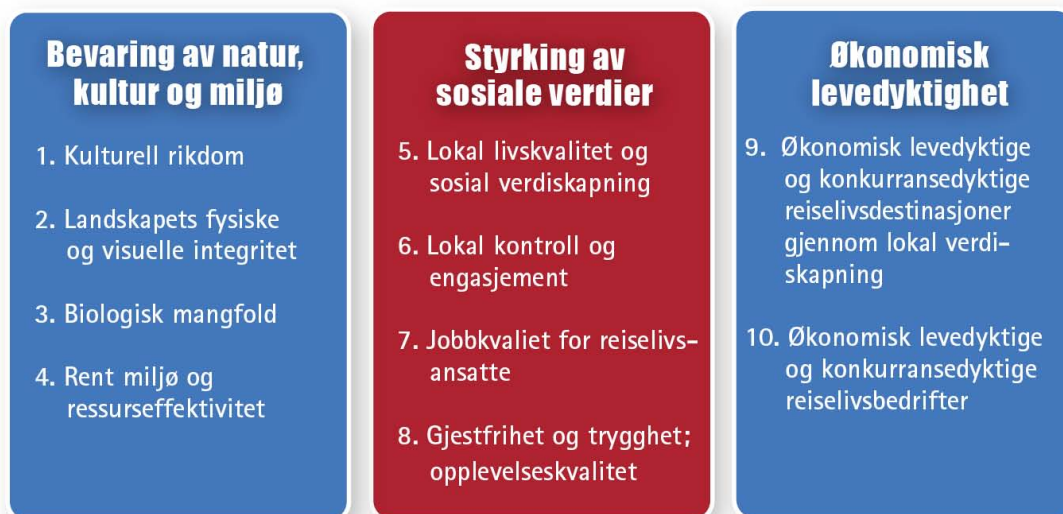 Bevaring av natur,
kultur og miljø
1. Kulturell rikdom
2. Landskapets fysiske
og visuelle integritet
3. Biologisk mangfold
4. Rent miljø og
ressurseffektivitet
Styrking av
sosiale verdier
5. Lokal livskvalitet og
sosial verdiskapning
6. Lokal kontroll og
engasjement
7. Jobbkvaliet for reiselivs-
ansatte
8. Gjestfrihet og trygghet;
opplevelseskvalitet
Økonomisk
levedyktighet
9. Økonomisk levedyktige
og konkurransedyktige
reiselivsdestinasjoner
gjennom lokal verdi-
skapning
10. Økonomisk levedyktige
og konkurransedyktige
reiselivsbedrifter